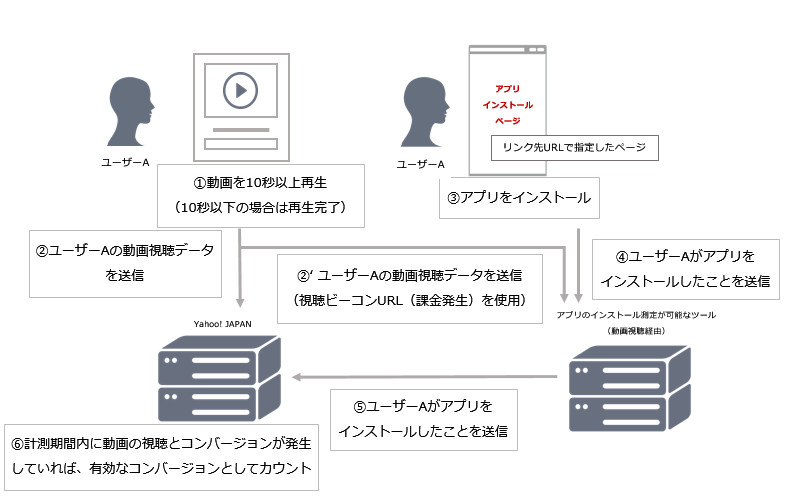 アプリ
インストール
ページ
リンク先URLで指定したページ
ユーザーA
ユーザーA
①動画を10秒以上再生
（10秒以下の場合は再生完了）
③アプリをインストール
②ユーザーAの動画視聴データ
を送信
②‘ ユーザーAの動画視聴データを送信
（視聴ビーコンURL（課金発生）を使用）
④ユーザーAがアプリを
インストールしたことを送信
Yahoo! JAPAN
アプリのインストール測定が可能なツール
（動画視聴経由）
⑤ユーザーAがアプリを
インストールしたことを送信
⑥計測期間内に動画の視聴とコンバージョンが発生
していれば、有効なコンバージョンとしてカウント